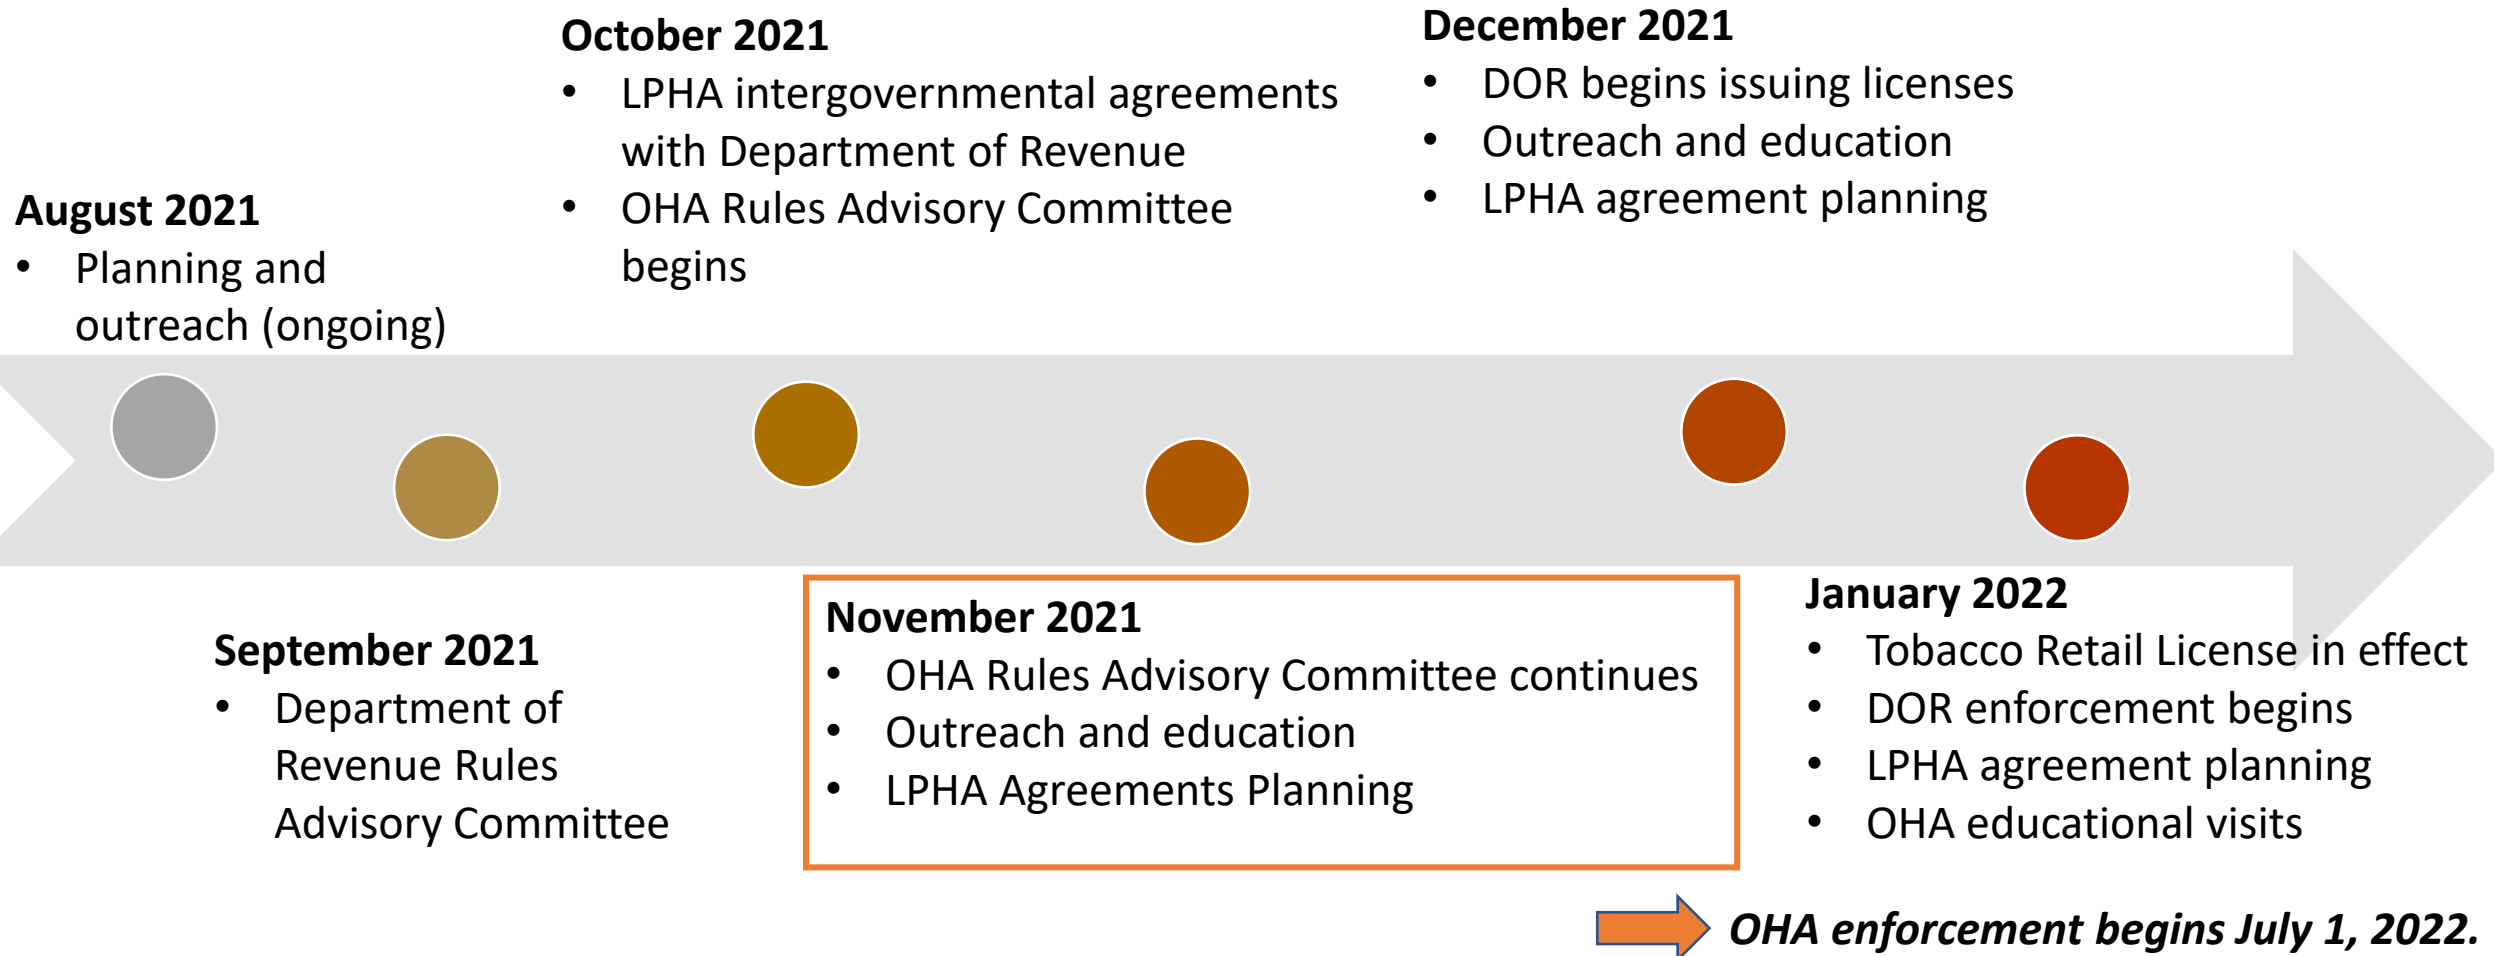 August 2021
• Planning and
outreach (ongoing)
September 2021
• Department of
Revenue Rules
Advisory Committee
October 2021
• LPHA intergovernmental agreements
with Department of Revenue
• OHA Rules Advisory Committee
begins
November 2021
• OHA Rules Advisory Committee continues
• Outreach and education
• LPHA Agreements Planning
December 2021
• DOR begins issuing licenses
• Outreach and education
• LPHA agreement planning
January 2022
• Tobacco Retail License in effect
• DOR enforcement begins
• LPHA agreement planning
• OHA educational visits
OHA enforcement begins July 1, 2022.